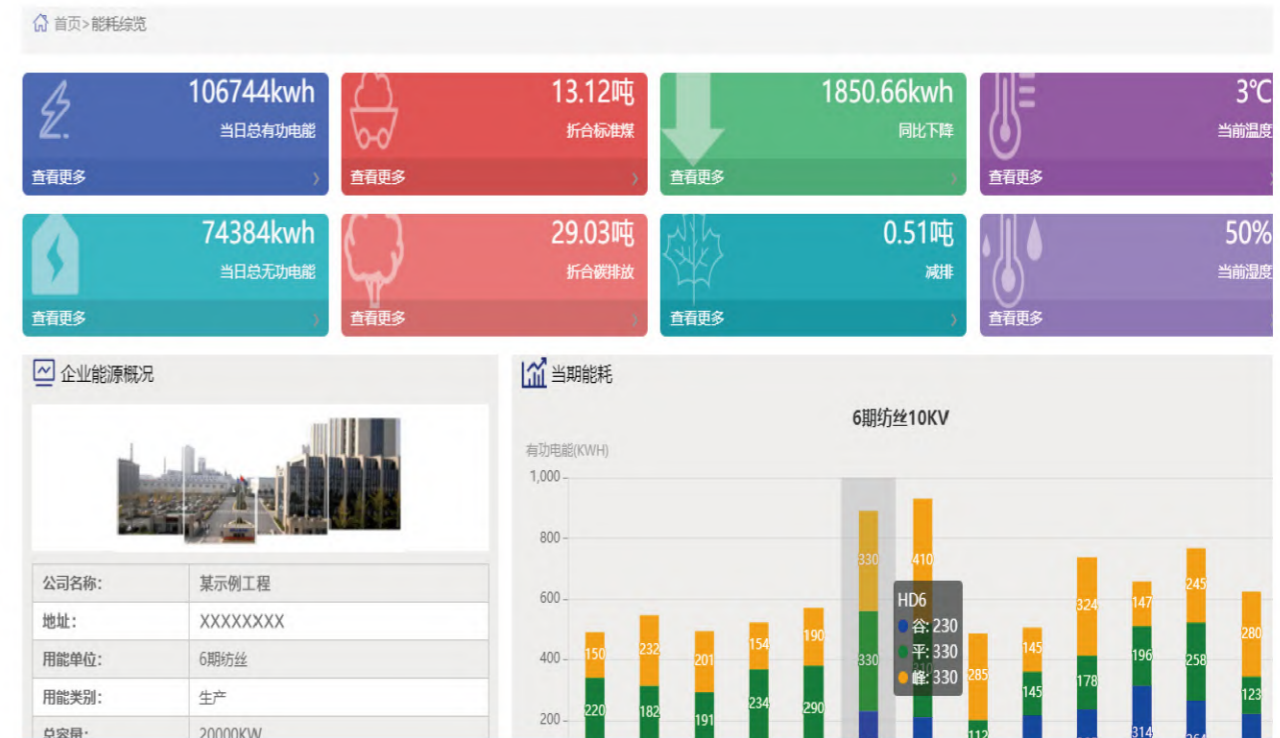 首页>能耗综览
106744kwh
当日总有功电能
查看更多
13.12吨
折合标准煤
查看更多
1850.66kwh
同比下降
查看更多
3℃
当前温度
查看更多
74384kwh
当日总无功电能
查看更多
29.03吨
折合碳排放
查看更多
0.51吨
减排
查看更多
50%
当前湿度
查看更多
企业能源概况
公司名称: 某示例工程
地址: XXXXXXXX
用能单位: 6期纺丝
用能类别: 生产
总容量: 20000KW
当期能耗
6期纺丝10KV
有功电能(KWH)
1,000
800
600
400
200
150
220
232
182
201
191
154
234
190
290
330
330
410
310
HD6
谷: 230
平: 330
峰: 330
285
112
145
145
324
178
147
196
314
245
258
264
280
123